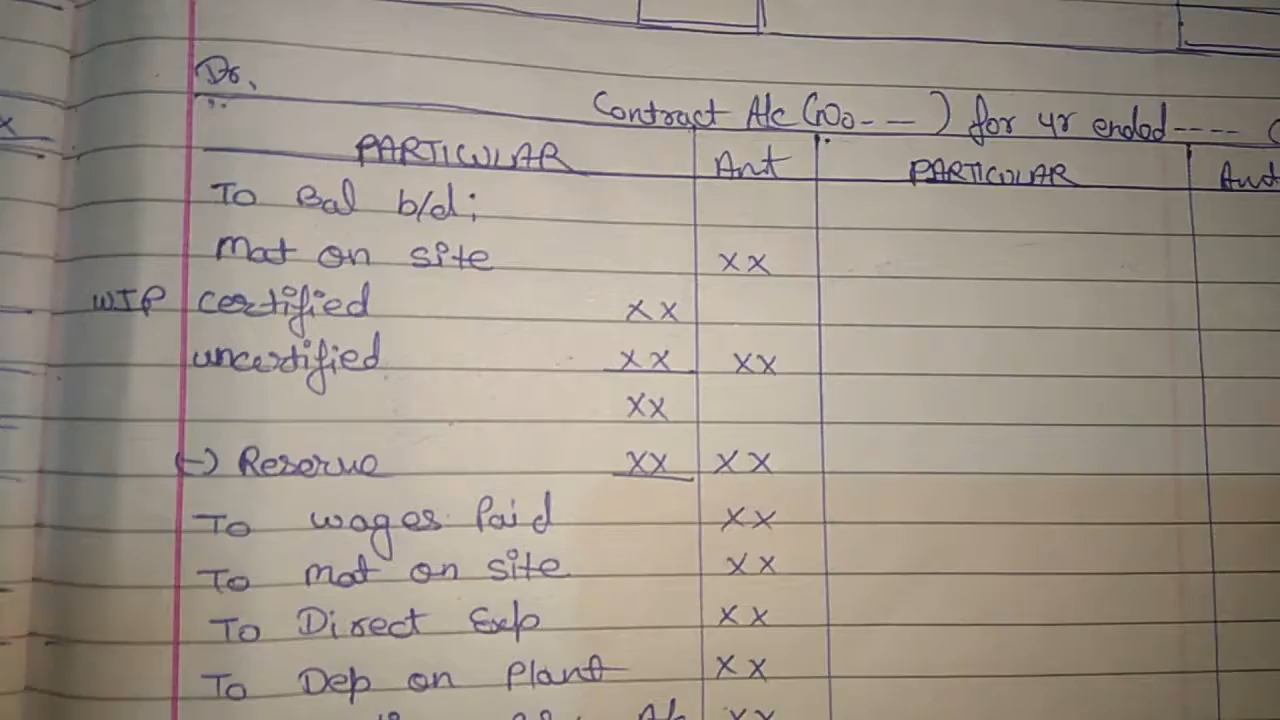 Dr.
Contract A/c (No---) for yr ended----
PARTICULAR Amt PARTICULAR Amt
To Bal b/d;
Mat on site XX
WIP certified XX
uncertified XX XX
XX
(-) Reserve XX XX
To wages Paid XX
To mat on site XX
To Direct Exp XX
To Dep on Plant XX
A/c XX